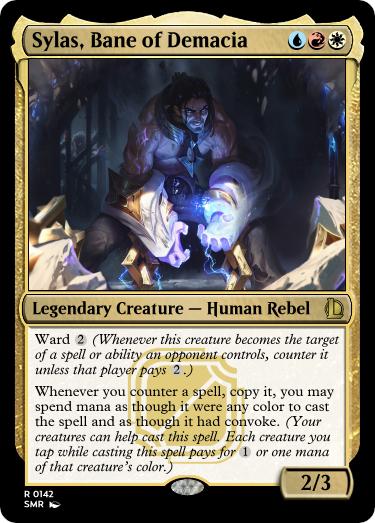 Sylas, Bane of Demacia
Legendary Creature — Human Rebel
Ward 2 (Whenever this creature becomes the target
of a spell or ability an opponent controls, counter it
unless that player pays 2.)
Whenever you counter a spell, copy it, you may
spend mana as though it were any color to cast
the spell and as though it had convoke. (Your
creatures can help cast this spell. Each creature you
tap while casting this spell pays for 1 or one mana
of that creature's color.)
2/3
R 0142
SMR